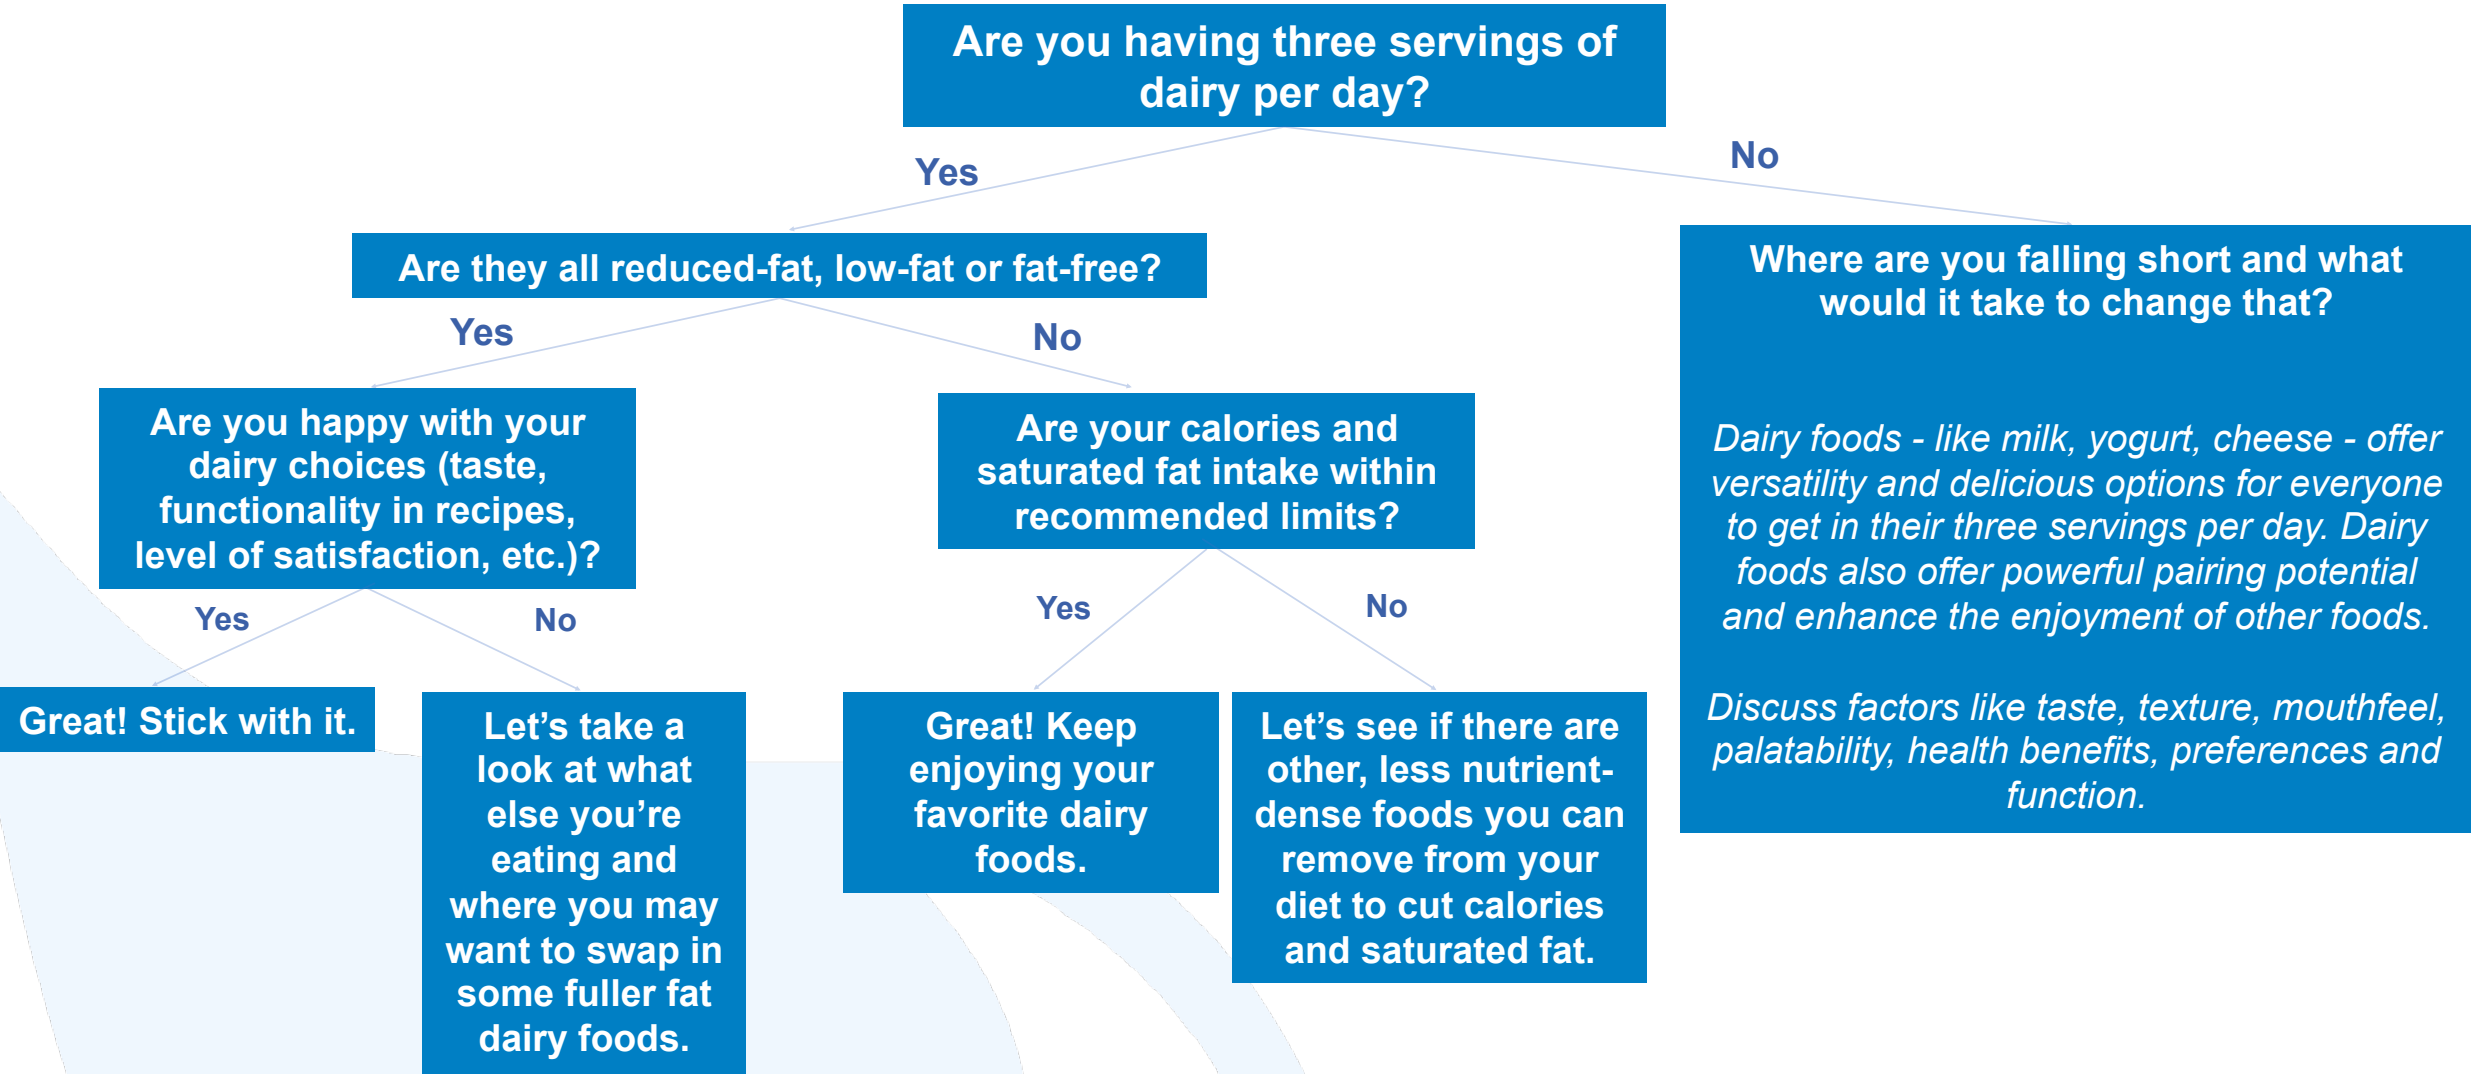 Are you having three servings of
dairy per day?
Yes
No
Are they all reduced-fat, low-fat or fat-free?
Yes
No
Where are you falling short and what
would it take to change that?
Dairy foods - like milk, yogurt, cheese - offer
versatility and delicious options for everyone
to get in their three servings per day. Dairy
foods also offer powerful pairing potential
and enhance the enjoyment of other foods.
Discuss factors like taste, texture, mouthfeel,
palatability, health benefits, preferences and
function.
Are you happy with your
dairy choices (taste,
functionality in recipes,
level of satisfaction, etc.)?
Yes
No
Are your calories and
saturated fat intake within
recommended limits?
Yes
No
Great! Stick with it.
Let’s take a
look at what
else you’re
eating and
where you may
want to swap in
some fuller fat
dairy foods.
Great! Keep
enjoying your
favorite dairy
foods.
Let’s see if there are
other, less nutrient-
dense foods you can
remove from your
diet to cut calories
and saturated fat.